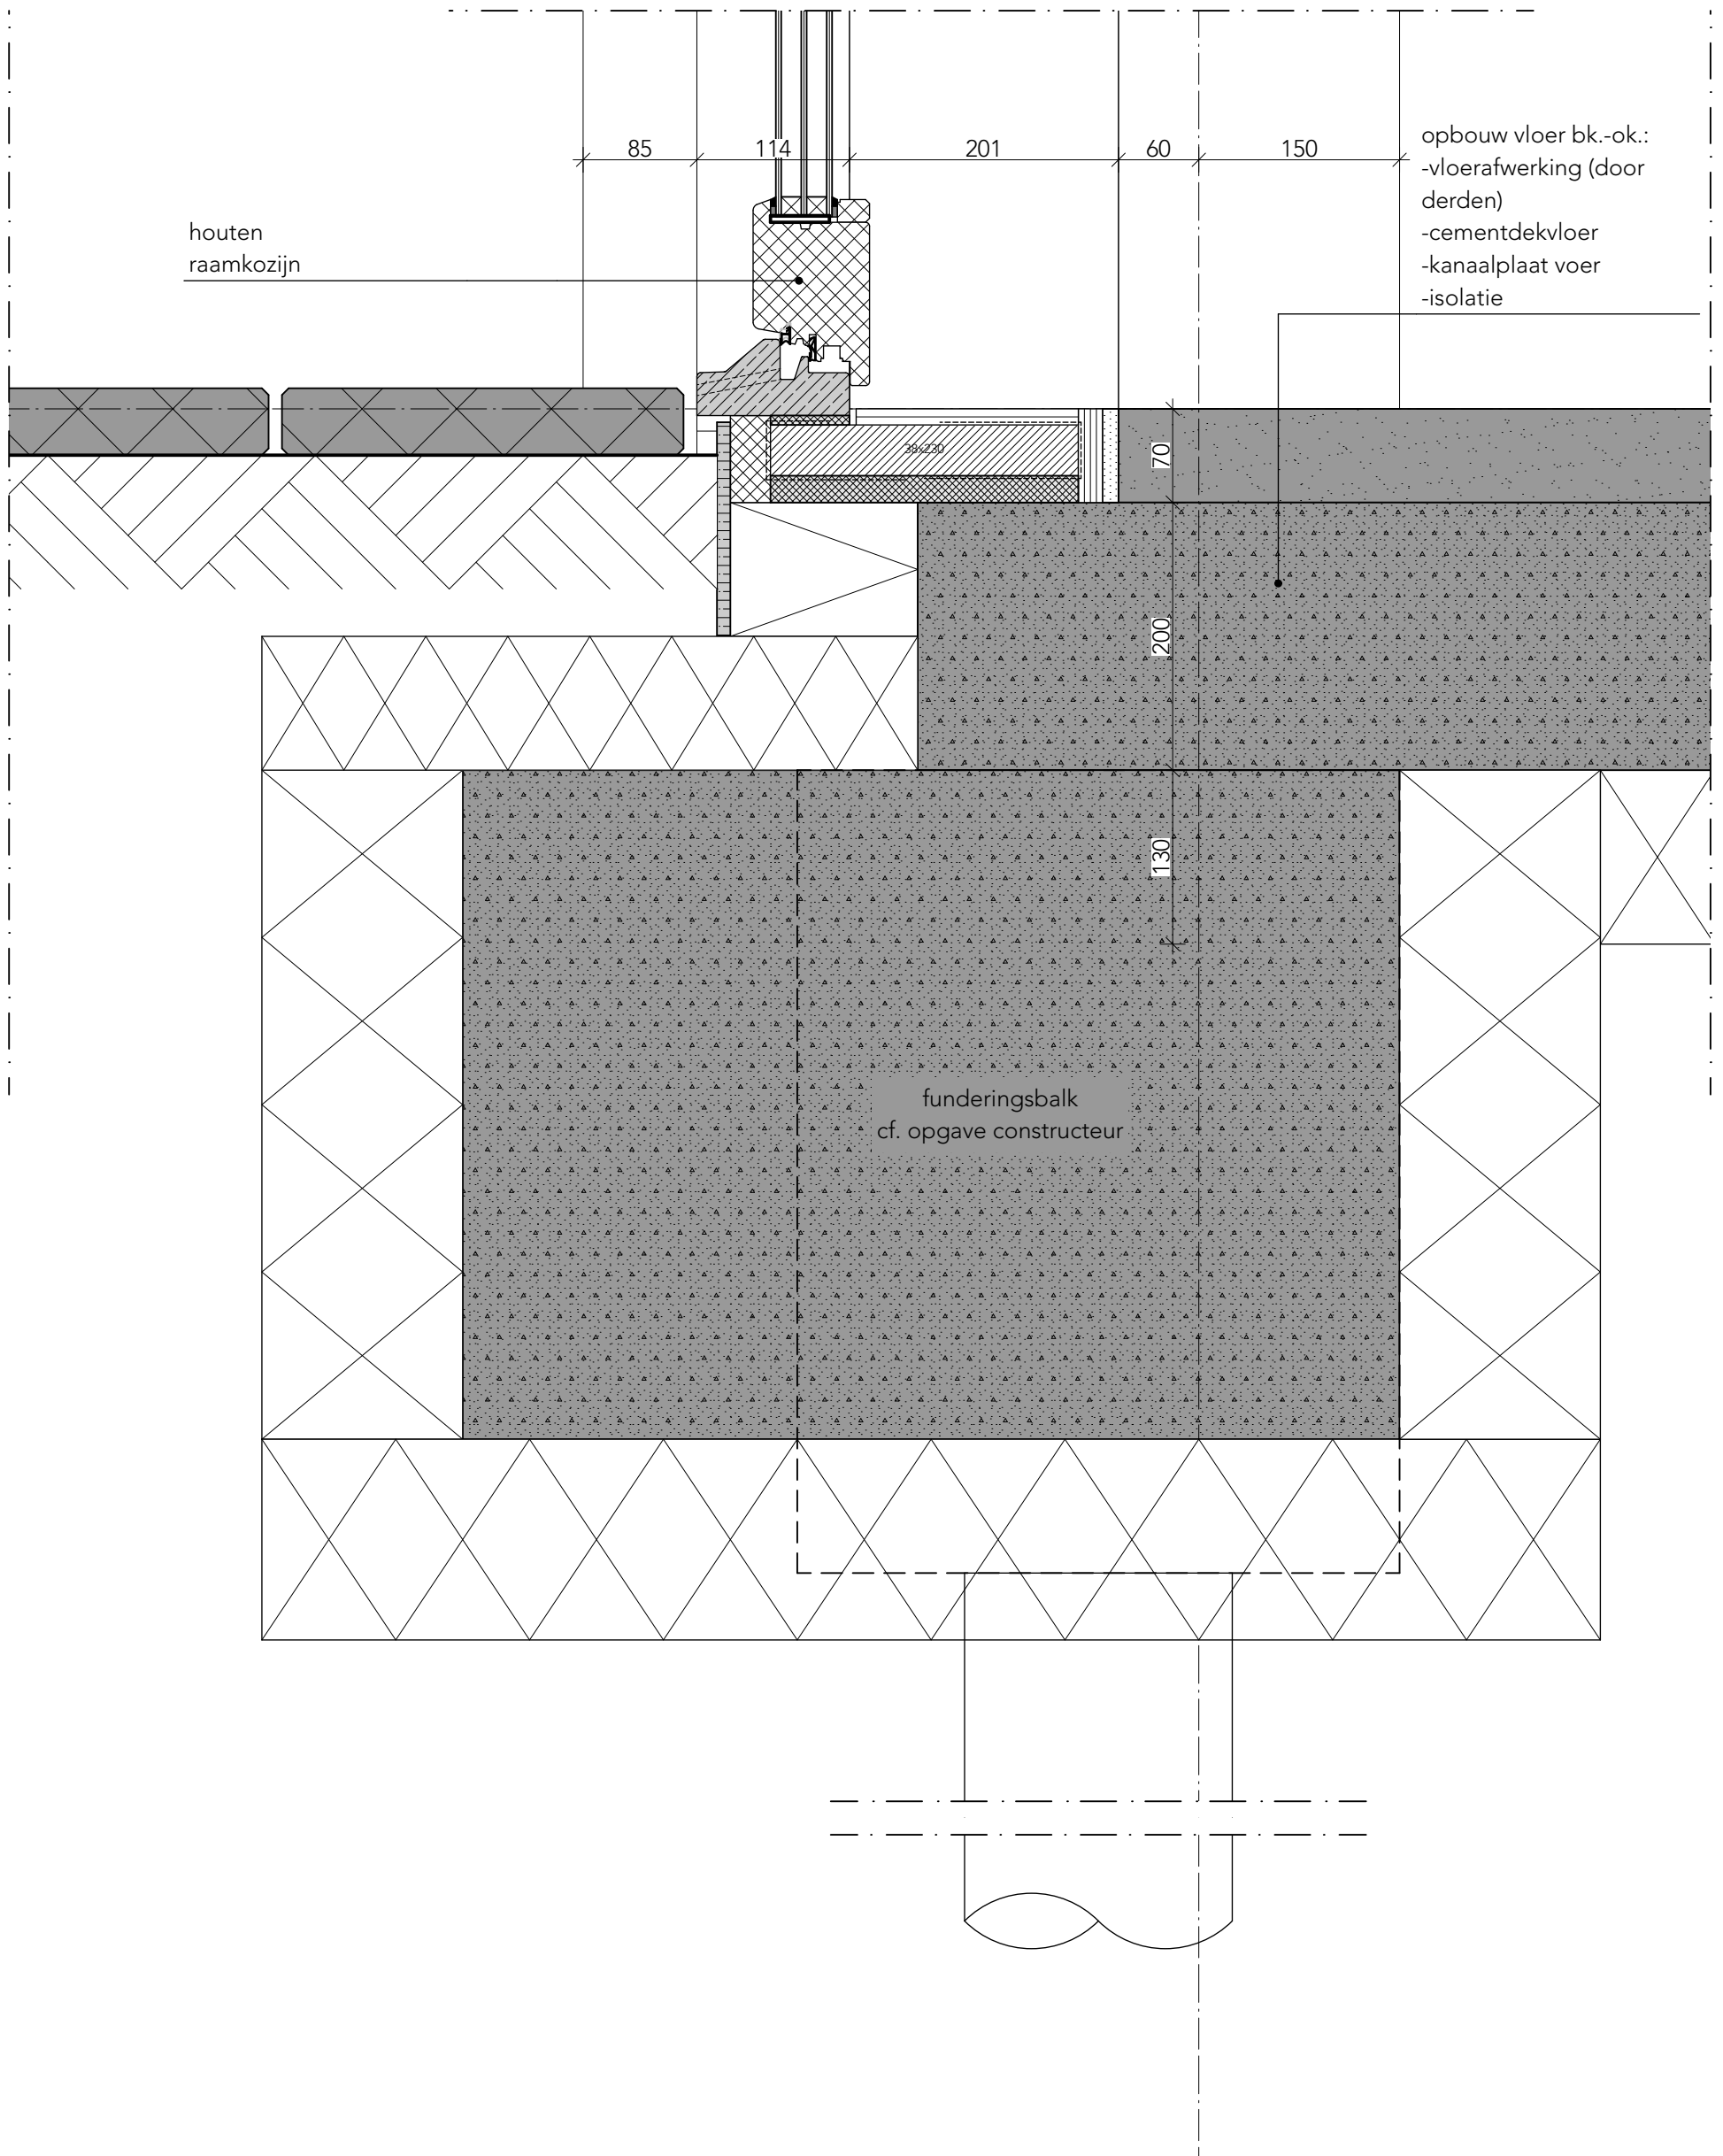 85
114
201
60
150
opbouw vloer bk.-ok.:
-vloerafwerking (door
derden)
-cementdekvloer
-kanaalplaat voer
-isolatie
houten
raamkozijn
38x230
70
200
130
funderingsbalk
cf. opgave constructeur